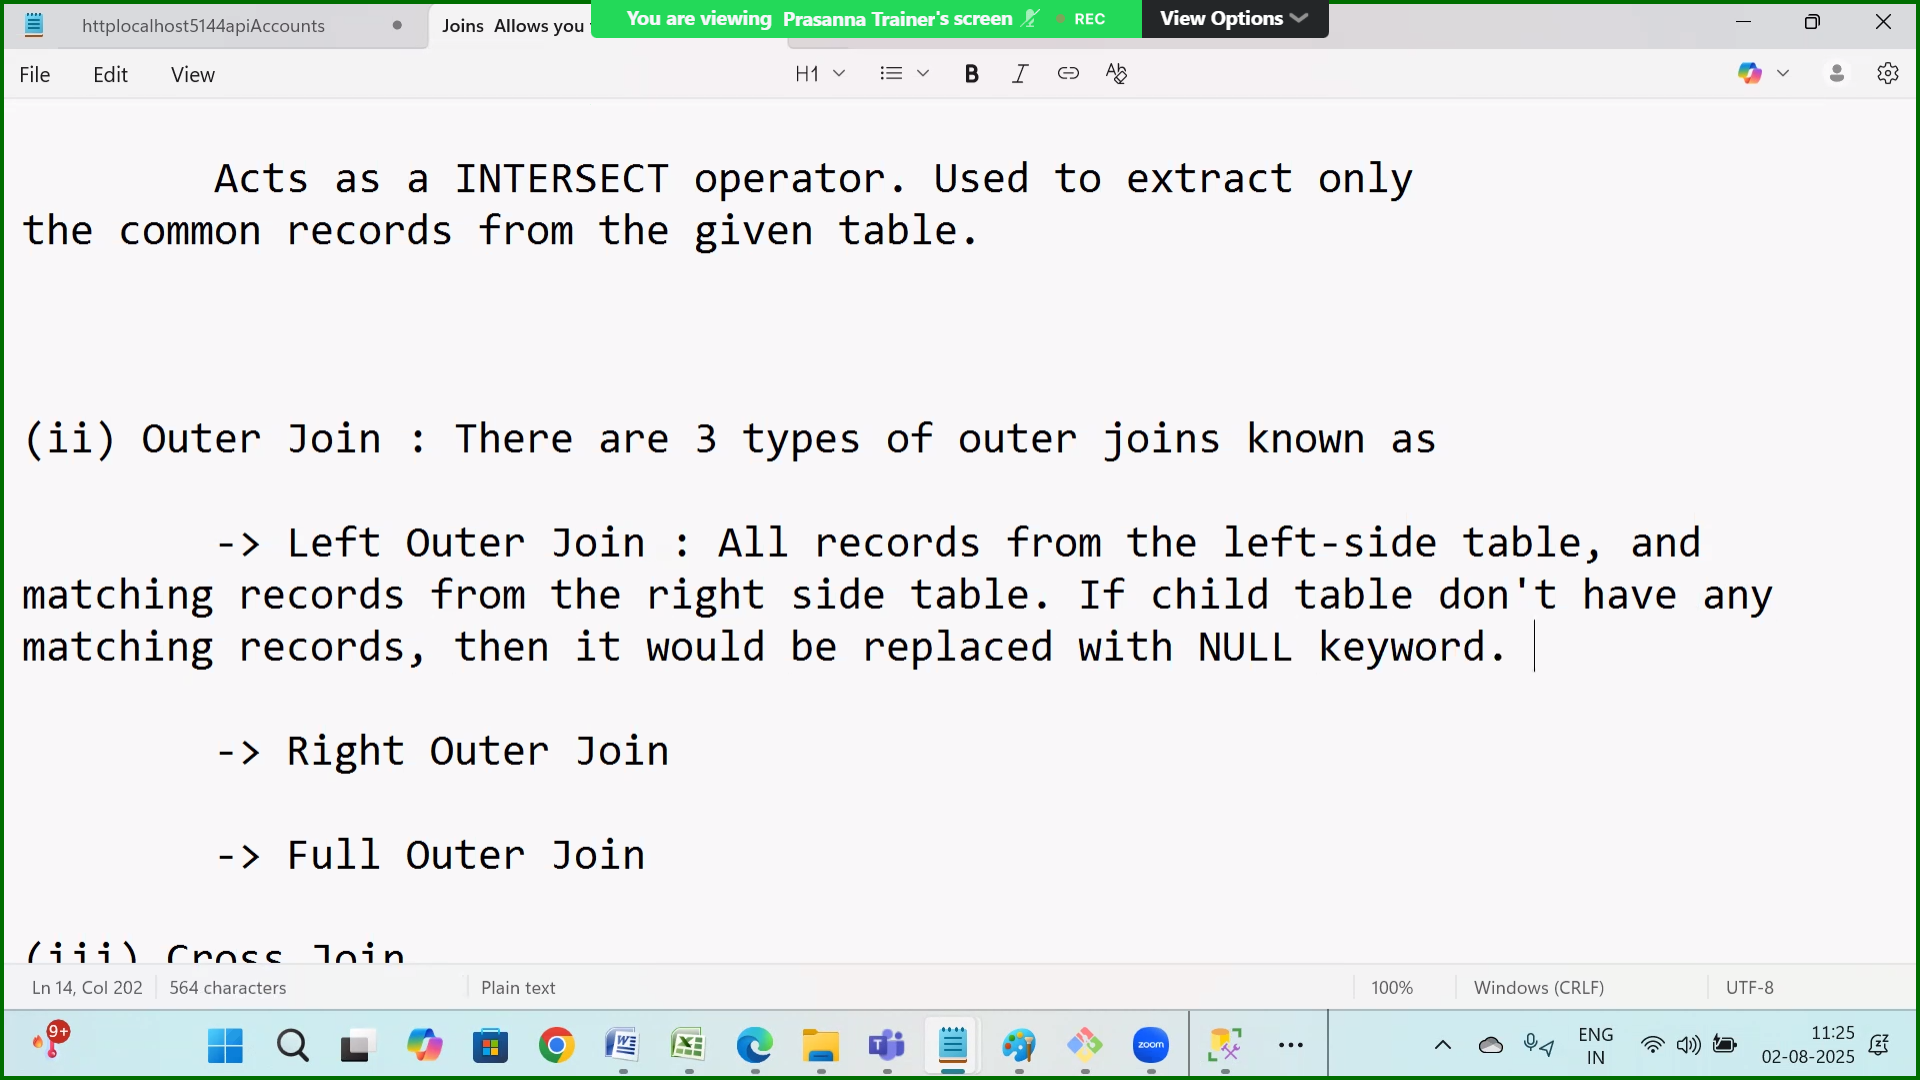 httplocalhost5144apiAccounts
Joins Allows you
You are viewing Prasanna Trainer's screen
REC
View Options
File
Edit
View
H1
B
I
Acts as a INTERSECT operator. Used to extract only
the common records from the given table.
(ii) Outer Join : There are 3 types of outer joins known as
-> Left Outer Join : All records from the left-side table, and
matching records from the right side table. If child table don't have any
matching records, then it would be replaced with NULL keyword.
-> Right Outer Join
-> Full Outer Join
(iii) Cross Join
Ln 14, Col 202
564 characters
Plain text
100%
Windows (CRLF)
UTF-8
9+
zoom
ENG
IN
11:25
02-08-2025